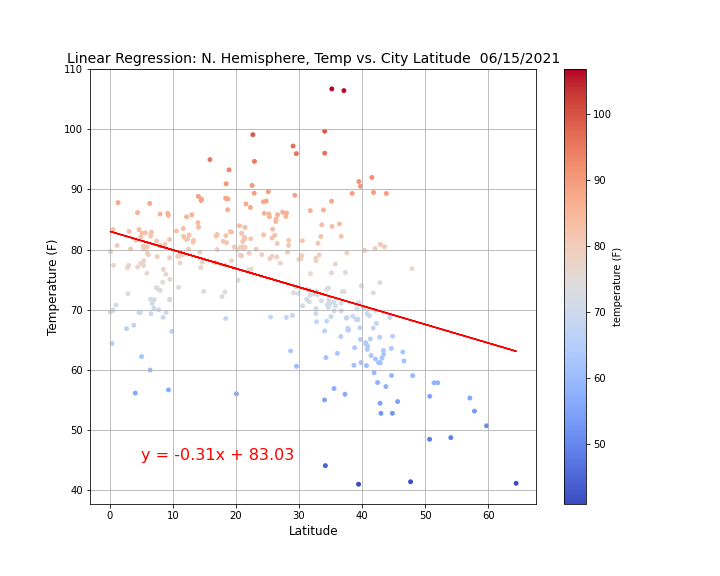 Linear Regression: N. Hemisphere, Temp vs. City Latitude  06/15/2021
110
100
90
80
70
60
50
40
Temperature (F)
0 10 20 30 40 50 60
Latitude
y = -0.31x + 83.03
100
90
80
70
60
50
temperature (F)